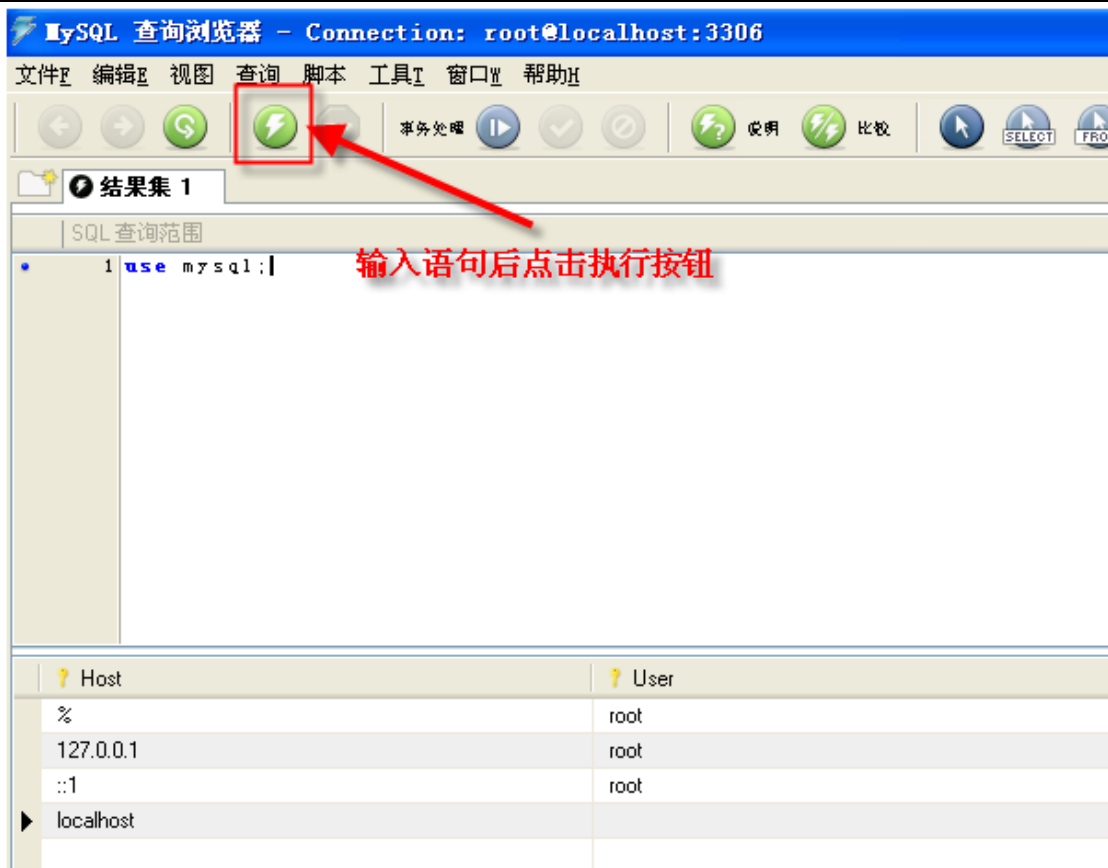 MySQL 查询浏览器 - Connection: root@localhost:3306
文件F 编辑E 视图 查询 脚本 工具T 窗口W 帮助H
事务处理 说明 比较 SELECT FRO
结果集 1
SQL 查询范围
1 use mysql;
输入语句后点击执行按钮
Host User
% root
127.0.0.1 root
::1 root
localhost